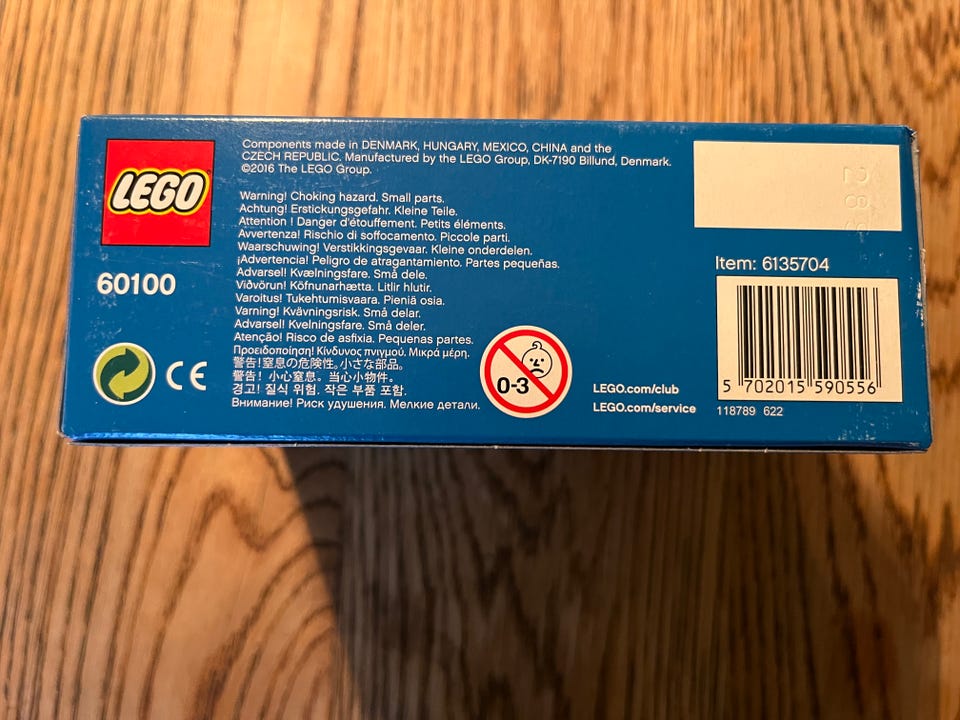 LEGO
60100
CE
Components made in DENMARK, HUNGARY, MEXICO, CHINA and the
CZECH REPUBLIC. Manufactured by the LEGO Group, DK-7190 Billund, Denmark.
©2016 The LEGO Group.
Warning! Choking hazard. Small parts.
Achtung! Erstickungsgefahr. Kleine Teile.
Attention ! Danger d'étouffement. Petits éléments.
Avvertenza! Rischio di soffocamento. Piccole parti.
Waarschuwing! Verstikkingsgevaar. Kleine onderdelen.
¡Advertencia! Peligro de atragantamiento. Partes pequeñas.
Advarsel! Kvælningsfare. Små dele.
Viðvörun! Köfnunarhætta. Litlir hlutir.
Varoitus! Tukehtumisvaara. Pieniä osia.
Varning! Kvävningsrisk. Små delar.
Advarsel! Kvelningsfare. Små deler.
Atenção! Risco de asfixia. Pequenas partes.
Προειδοποίηση! Κίνδυνος πνιγμού. Μικρά μέρη.
警告!窒息の危険性。小さな部品。
警告！小心窒息。当心小物件。
경고! 질식 위험. 작은 부품 포함.
Внимание! Риск удушения. Мелкие детали.
0-3
LEGO.com/club
LEGO.com/service
Item: 6135704
5 702015 590556
118789 622